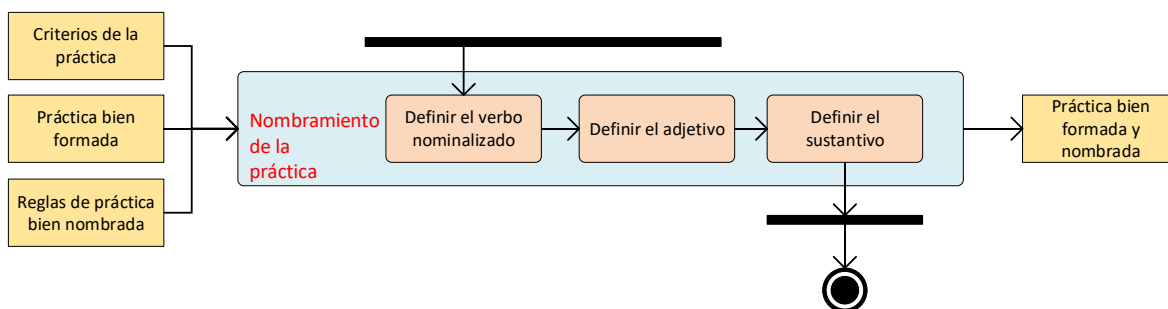 Criterios de la
práctica
Práctica bien
formada
Reglas de práctica
bien nombrada
Nombramiento
de la
práctica
Definir el verbo
nominalizado
Definir el adjetivo
Definir el
sustantivo
Práctica bien
formada y
nombrada